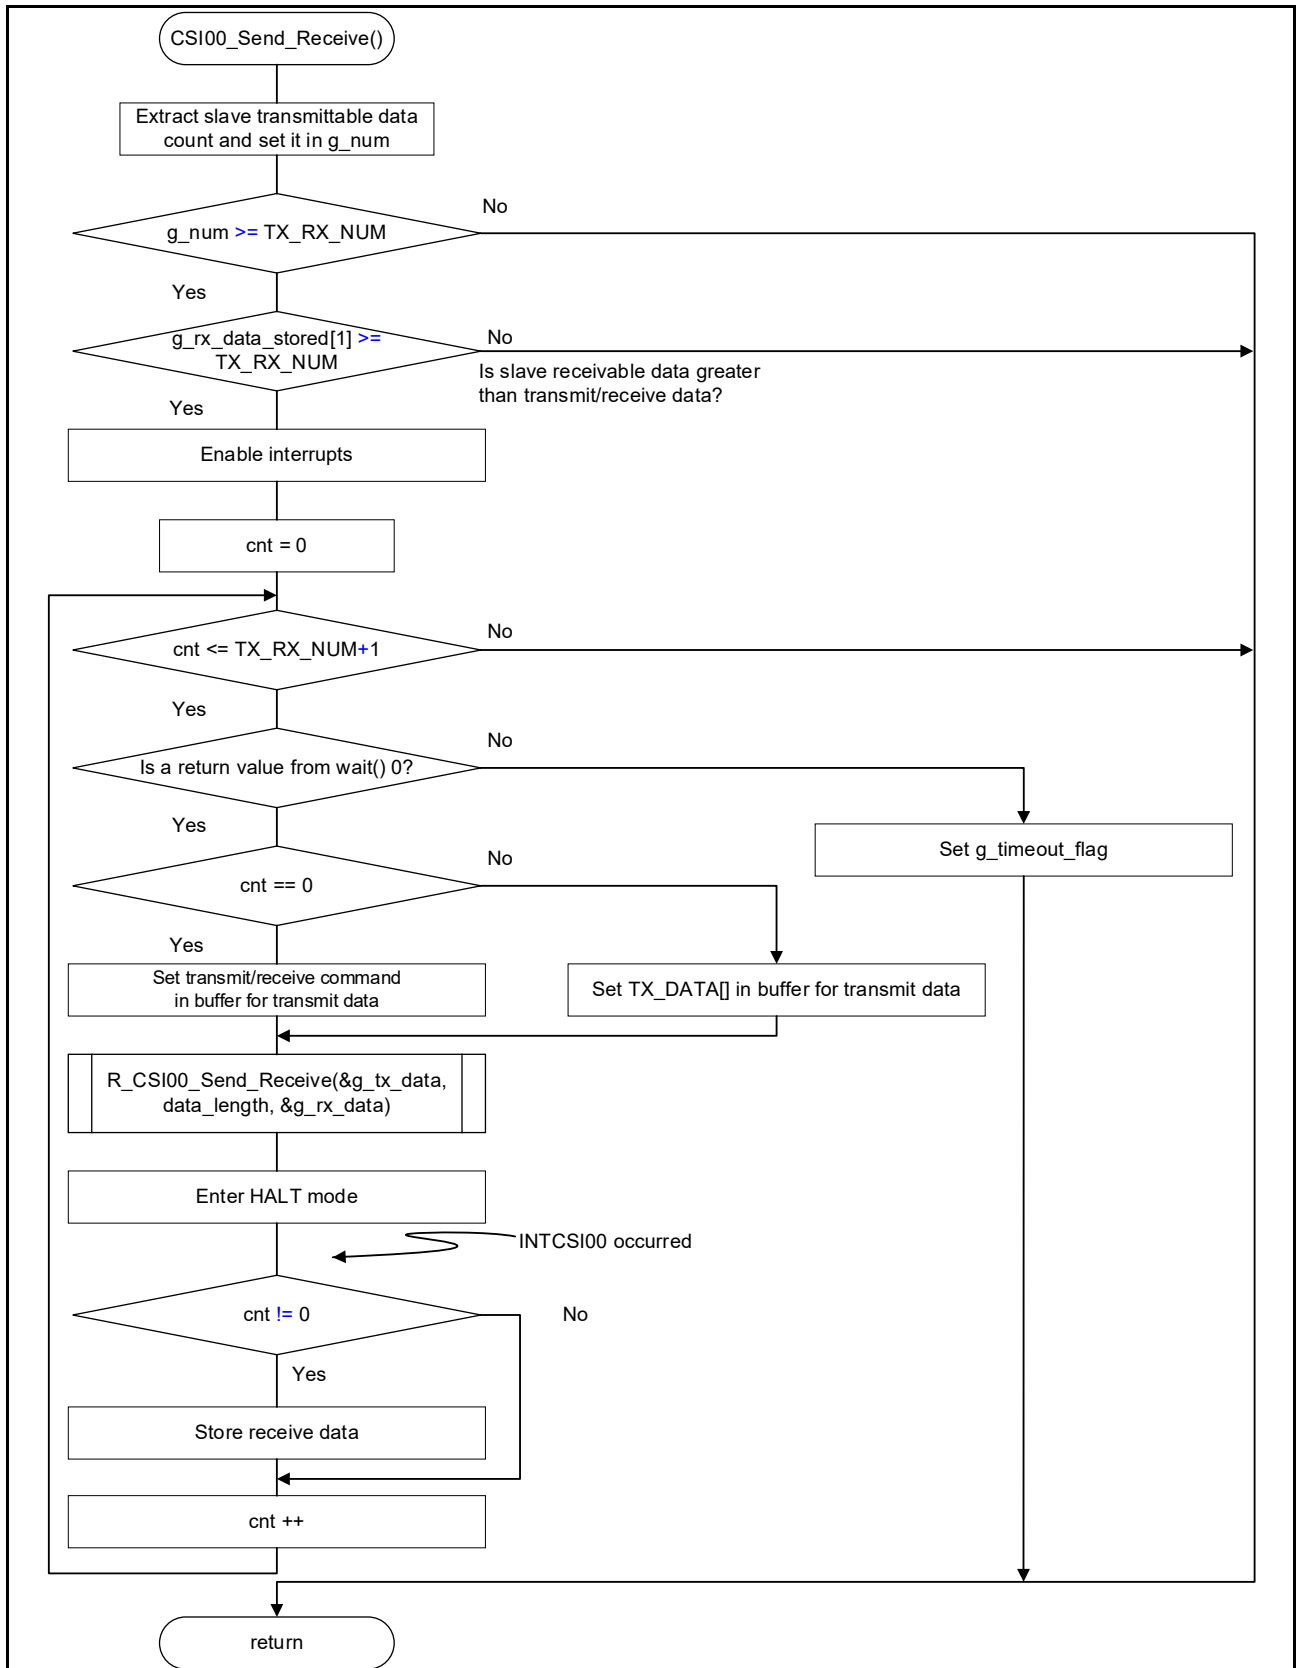 CSI00_Send_Receive()
Extract slave transmittable data
count and set it in g_num
No
g_num >= TX_RX_NUM
Yes
g_rx_data_stored[1] >=
TX_RX_NUM
No
Is slave receivable data greater
than transmit/receive data?
Yes
Enable interrupts
cnt = 0
No
cnt <= TX_RX_NUM+1
Yes
No
Is a return value from wait() 0?
Yes
Set g_timeout_flag
No
cnt == 0
Yes
Set transmit/receive command
in buffer for transmit data
Set TX_DATA[] in buffer for transmit data
R_CSI00_Send_Receive(&g_tx_data,
data_length, &g_rx_data)
Enter HALT mode
INTCSI00 occurred
cnt != 0
No
Yes
Store receive data
cnt ++
return